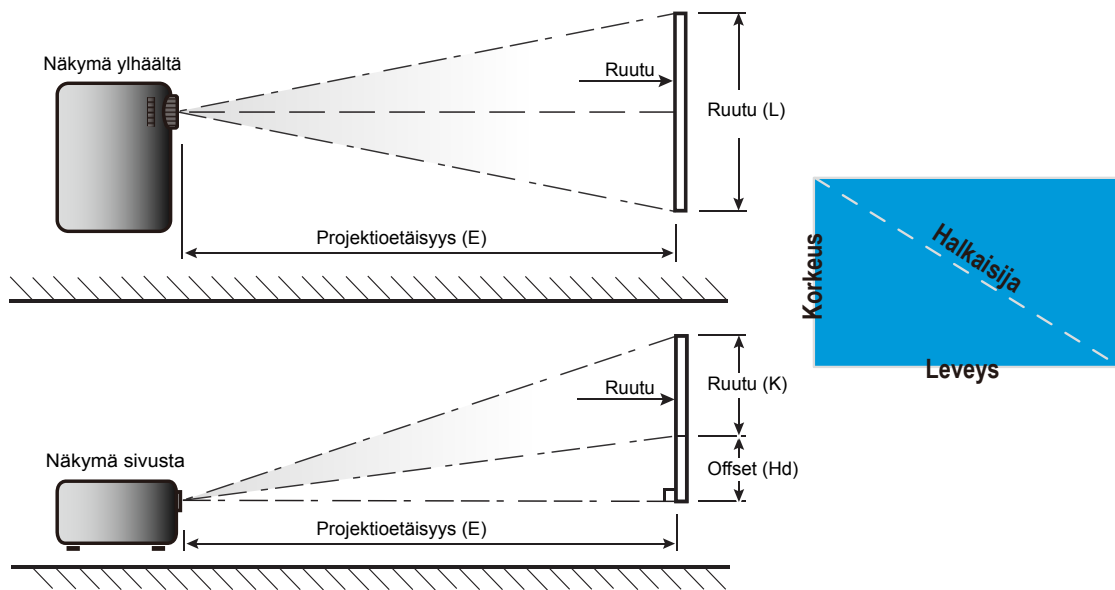 Näkymä ylhäältä
Ruutu
Ruutu (L)
Projektioetäisyys (E)
Korkeus
Halkaisija
Leveys
Näkymä sivusta
Ruutu
Ruutu (K)
Offset (Hd)
Projektioetäisyys (E)